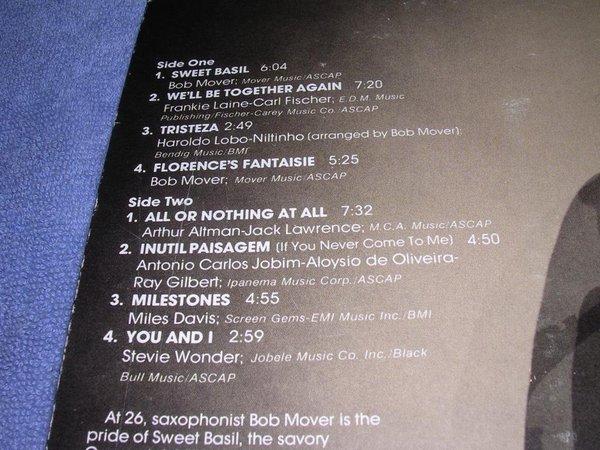 Side One
1. SWEET BASIL 6:04
Bob Mover; Mover Music/ASCAP
2. WE'LL BE TOGETHER AGAIN 7:20
Frankie Laine-Carl Fischer; E.D.M. Music
Publishing/Fischer-Carey Music Co./ASCAP
3. TRISTEZA 2:49
Haroldo Lobo-Niltinho (arranged by Bob Mover);
Bendig Music/BMI
4. FLORENCE'S FANTAISIE 5:25
Bob Mover; Mover Music/ASCAP
Side Two
1. ALL OR NOTHING AT ALL 7:32
Arthur Altman-Jack Lawrence; M.C.A. Music/ASCAP
2. INUTIL PAISAGEM (If You Never Come To Me) 4:50
Antonio Carlos Jobim-Aloysio de Oliveira-
Ray Gilbert; Ipanema Music Corp./ASCAP
3. MILESTONES 4:55
Miles Davis; Screen Gems-EMI Music Inc./BMI
4. YOU AND I 2:59
Stevie Wonder; Jobele Music Co. Inc./Black
Bull Music/ASCAP
At 26, saxophonist Bob Mover is the
pride of Sweet Basil, the savory